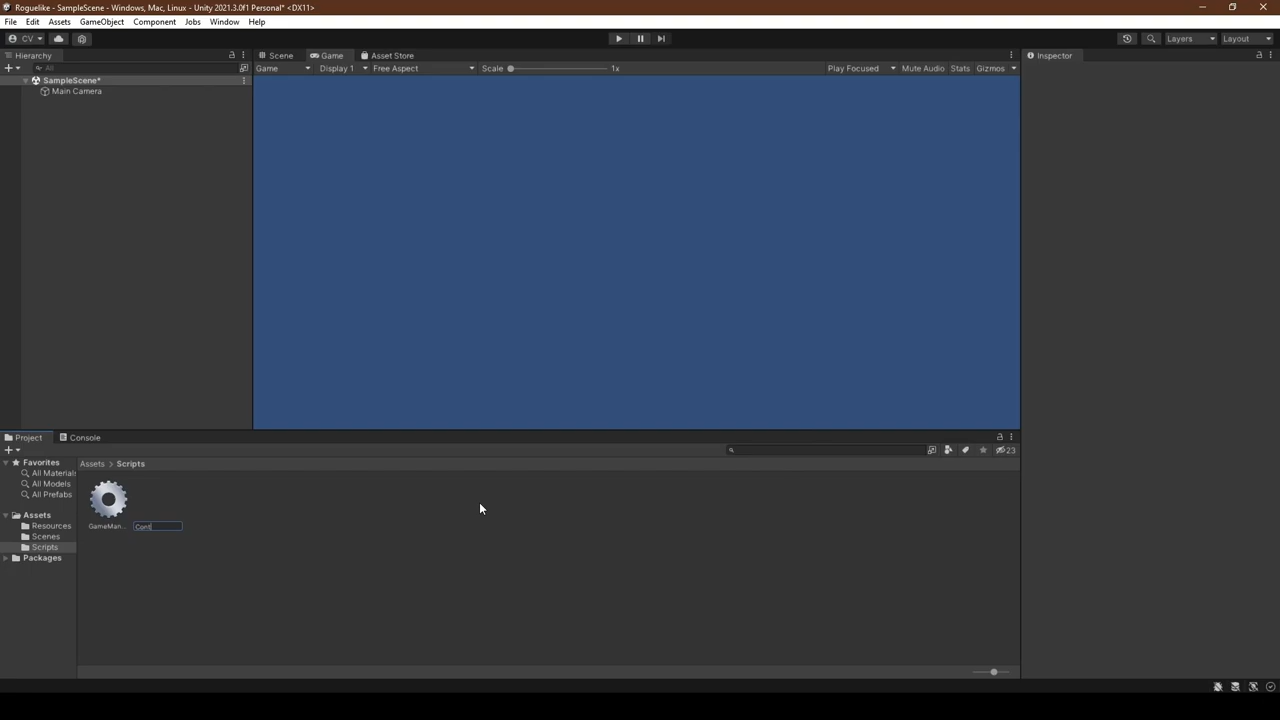 Roguelike - SampleScene - Windows, Mac, Linux - Unity 2021.3.0f1 Personal* <DX11>
File Edit Assets GameObject Component Jobs Window Help
CV Layers Layout
Hierarchy Scene Game Asset Store Inspector
All Game Display 1 Free Aspect Scale 1x Play Focused Mute Audio Stats Gizmos
SampleScene*
Main Camera
Project Console
23
Favorites Assets > Scripts
All Material
All Models
All Prefabs
Assets
Resources GameMan... Cont
Scenes
Scripts
Packages